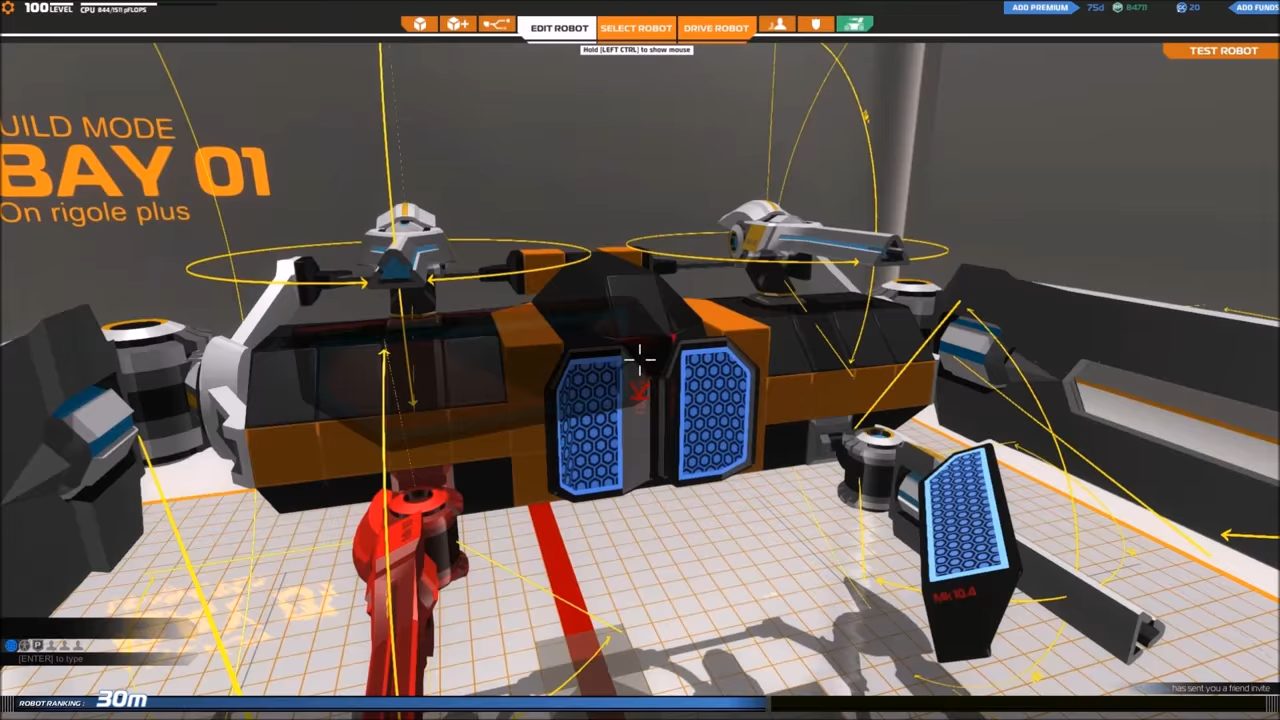 100 LEVEL
CPU 844/1511 pFLOPS
ADD PREMIUM
75d
20
ADD FUNDS
EDIT ROBOT
SELECT ROBOT
DRIVE ROBOT
Hold [LEFT CTRL] to show mouse
TEST ROBOT
UILD MODE
BAY 01
On rigole plus
Mk 10.4
P
[ENTER] to type
has sent you a friend invite
ROBOT RANKING : 30m